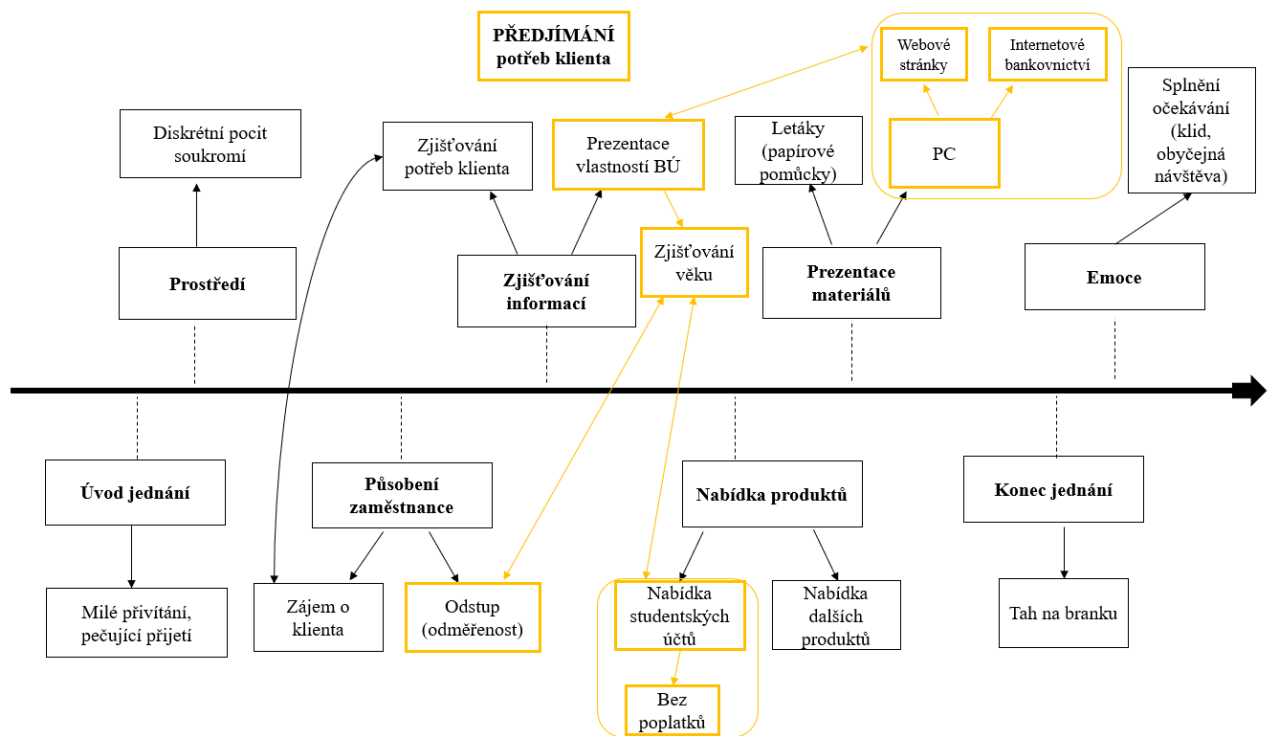 PŘEDJÍMÁNÍ
potřeb klienta
Webové
stránky
Internetové
bankovnictví
Splnění
očekávání
(klid,
obyčejná
návštěva)
Diskrétní pocit
soukromí
Zjišťování
potřeb klienta
Prezentace
vlastností BÚ
Letáky
(papírové
pomůcky)
PC
Prostředí
Zjišťování
informací
Zjišťování
věku
Prezentace
materiálů
Emoce
Úvod jednání
Působení
zaměstnance
Nabídka produktů
Konec jednání
Milé přivítání,
pečující přijetí
Zájem o
klienta
Odstup
(odměřenost)
Nabídka
studentských
účtů
Nabídka
dalších
produktů
Tah na branku
Bez
poplatků